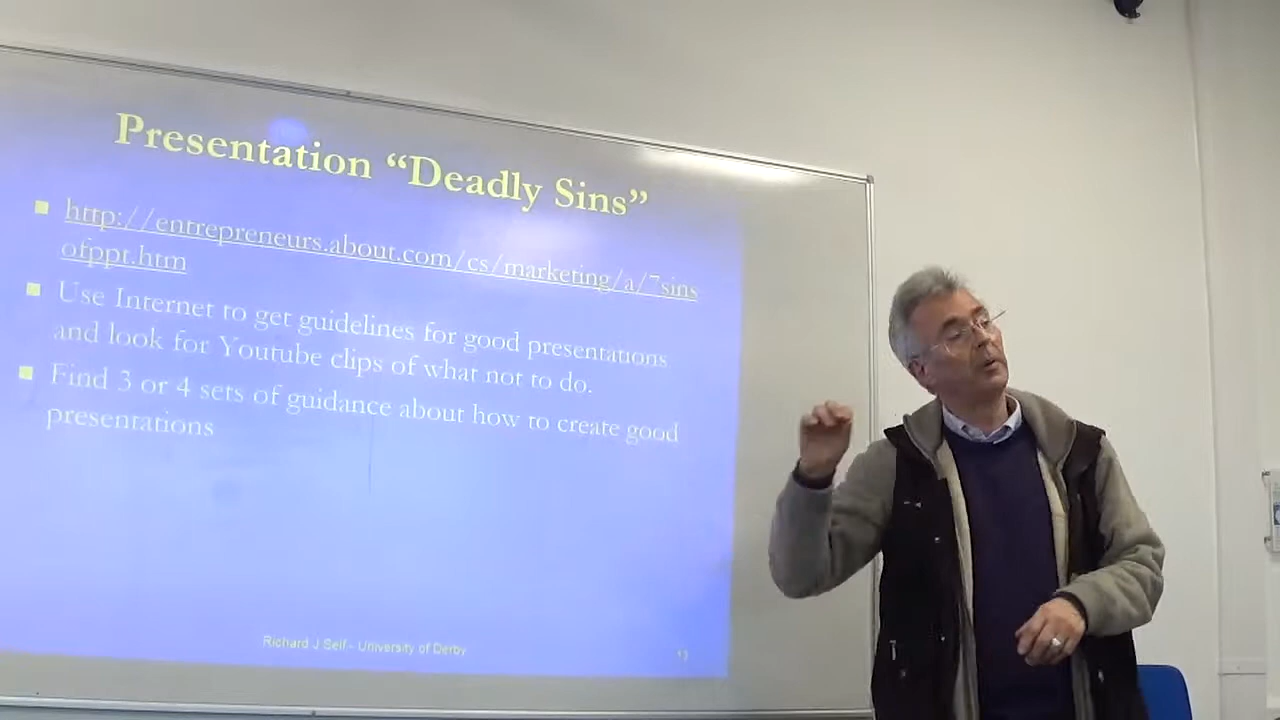 Presentation “Deadly Sins”
http://entrepreneurs.about.com/cs/marketing/a/7sins
ofppt.htm
Use Internet to get guidelines for good presentations
and look for Youtube clips of what not to do.
Find 3 or 4 sets of guidance about how to create good
presentations
Richard J Self - University of Derby